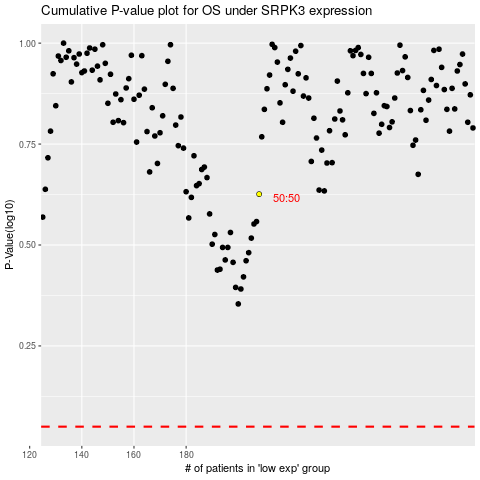 Cumulative P-value plot for OS under SRPK3 expression
P-Value(log10)
1.00
0.75
0.50
0.25
50:50
120 140 160 180
# of patients in 'low exp' group